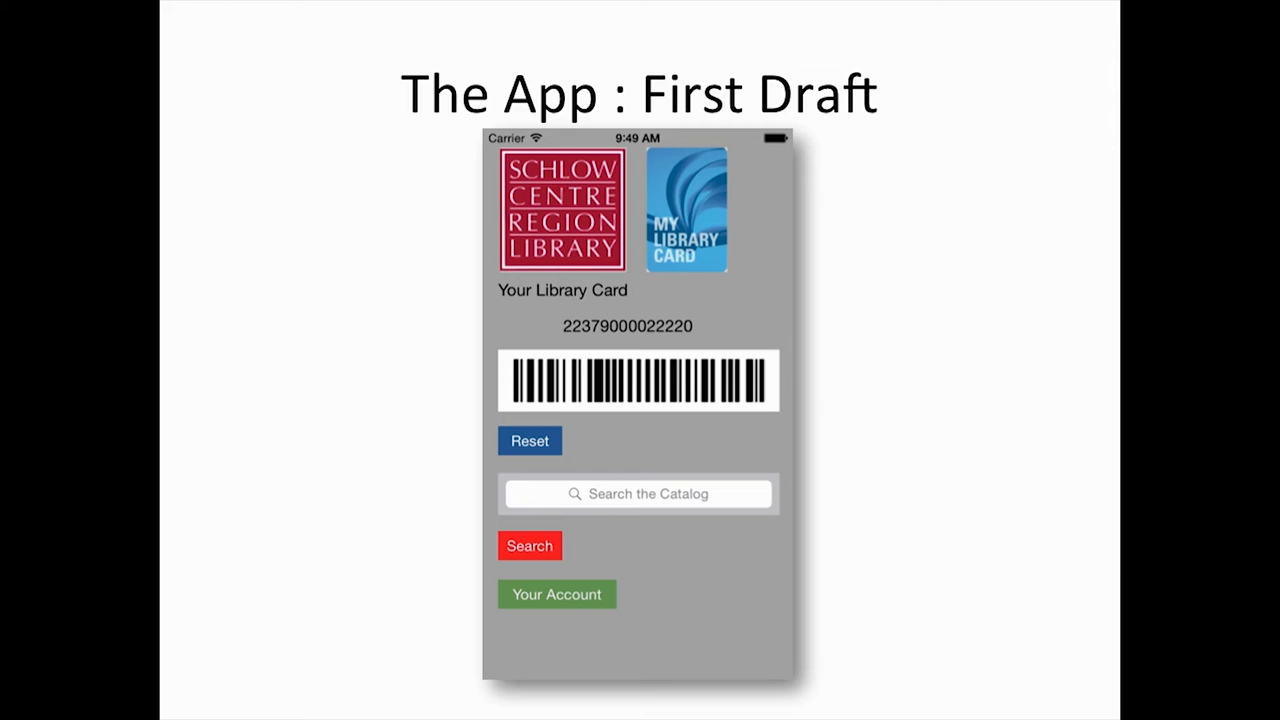 The App : First Draft
Carrier 9:49 AM
SCHLOW
CENTRE
REGION
LIBRARY
MY
LIBRARY
CARD
Your Library Card
22379000022220
Reset
Search the Catalog
Search
Your Account